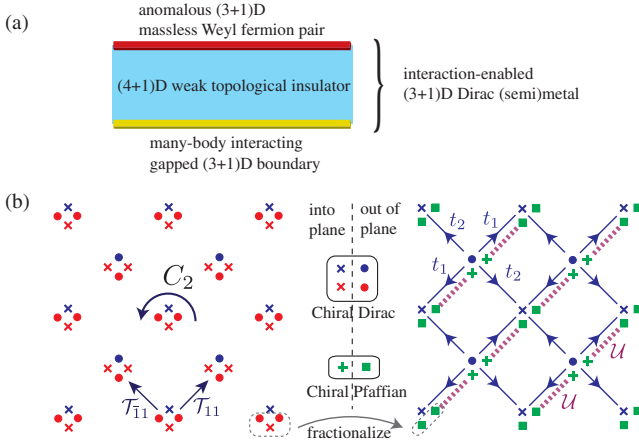 (a)
anomalous (3+1)D
massless Weyl fermion pair
(4+1)D weak topological insulator
many-body interacting
gapped (3+1)D boundary
interaction-enabled
(3+1)D Dirac (semi)metal
(b)
into
plane
out of
plane
C₂
Chiral Dirac
Chiral Pfaffian
𝒯_{1̄1}
𝒯₁₁
fractionalize
t₂
t₁
t₁
t₂
𝒰
𝒰